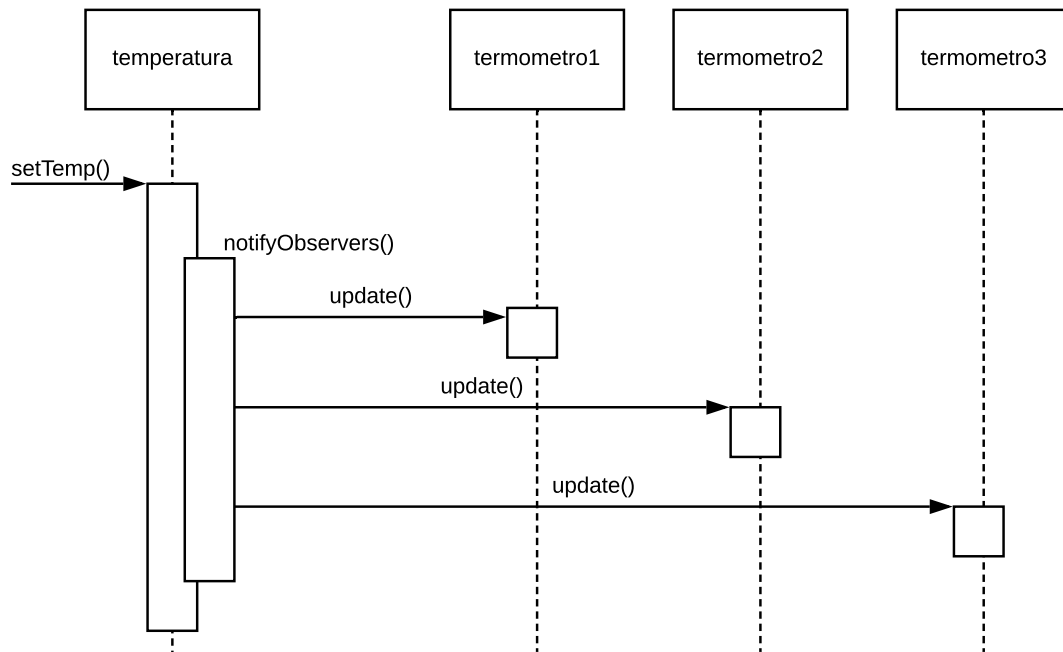 temperatura
termometro1
termometro2
termometro3
setTemp()
notifyObservers()
update()
update()
update()